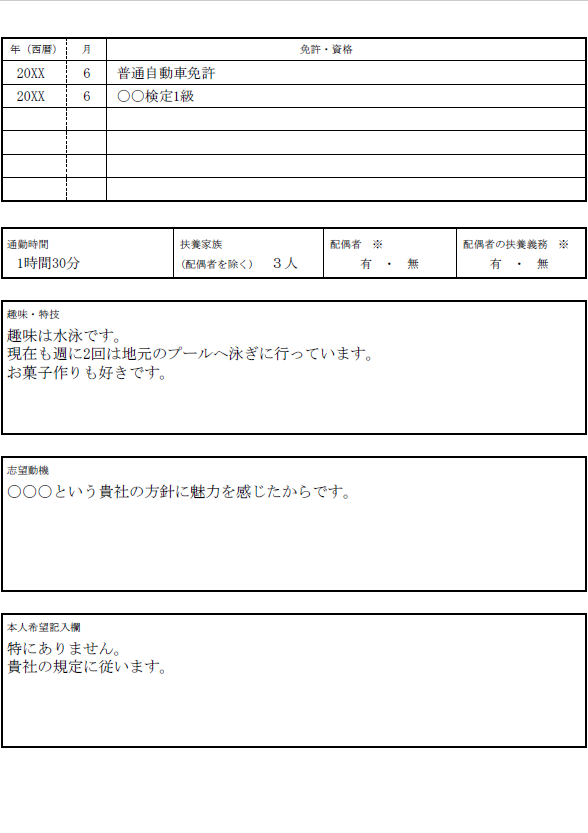 年（西暦） 月 免許・資格
20XX 6 普通自動車免許
20XX 6 〇〇検定1級
通勤時間 扶養家族 配偶者　※ 配偶者の扶養義務　※
1時間30分 (配偶者を除く)　3人 有　・　無 有　・　無
趣味・特技
趣味は水泳です。
現在も週に2回は地元のプールへ泳ぎに行っています。
お菓子作りも好きです。
志望動機
〇〇〇という貴社の方針に魅力を感じたからです。
本人希望記入欄
特にありません。
貴社の規定に従います。